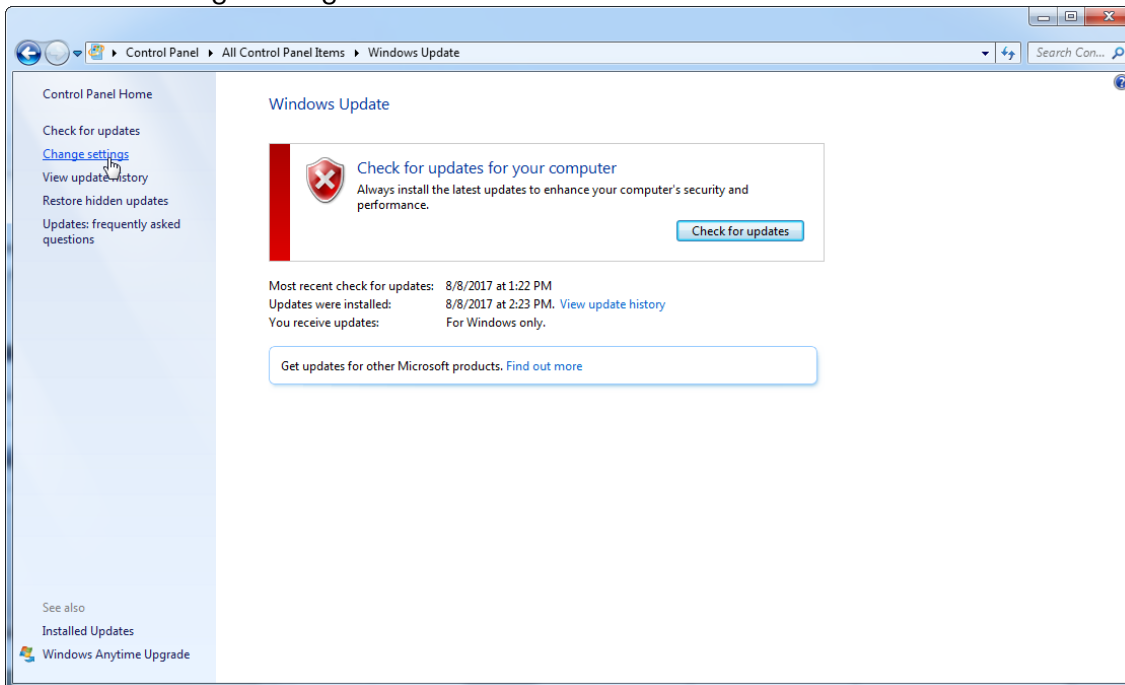 Control Panel ▸ All Control Panel Items ▸ Windows Update
Search Con...
Control Panel Home
Check for updates
Change settings
View update history
Restore hidden updates
Updates: frequently asked
questions
Windows Update
Check for updates for your computer
Always install the latest updates to enhance your computer's security and
performance.
Check for updates
Most recent check for updates: 8/8/2017 at 1:22 PM
Updates were installed: 8/8/2017 at 2:23 PM. View update history
You receive updates: For Windows only.
Get updates for other Microsoft products. Find out more
See also
Installed Updates
Windows Anytime Upgrade